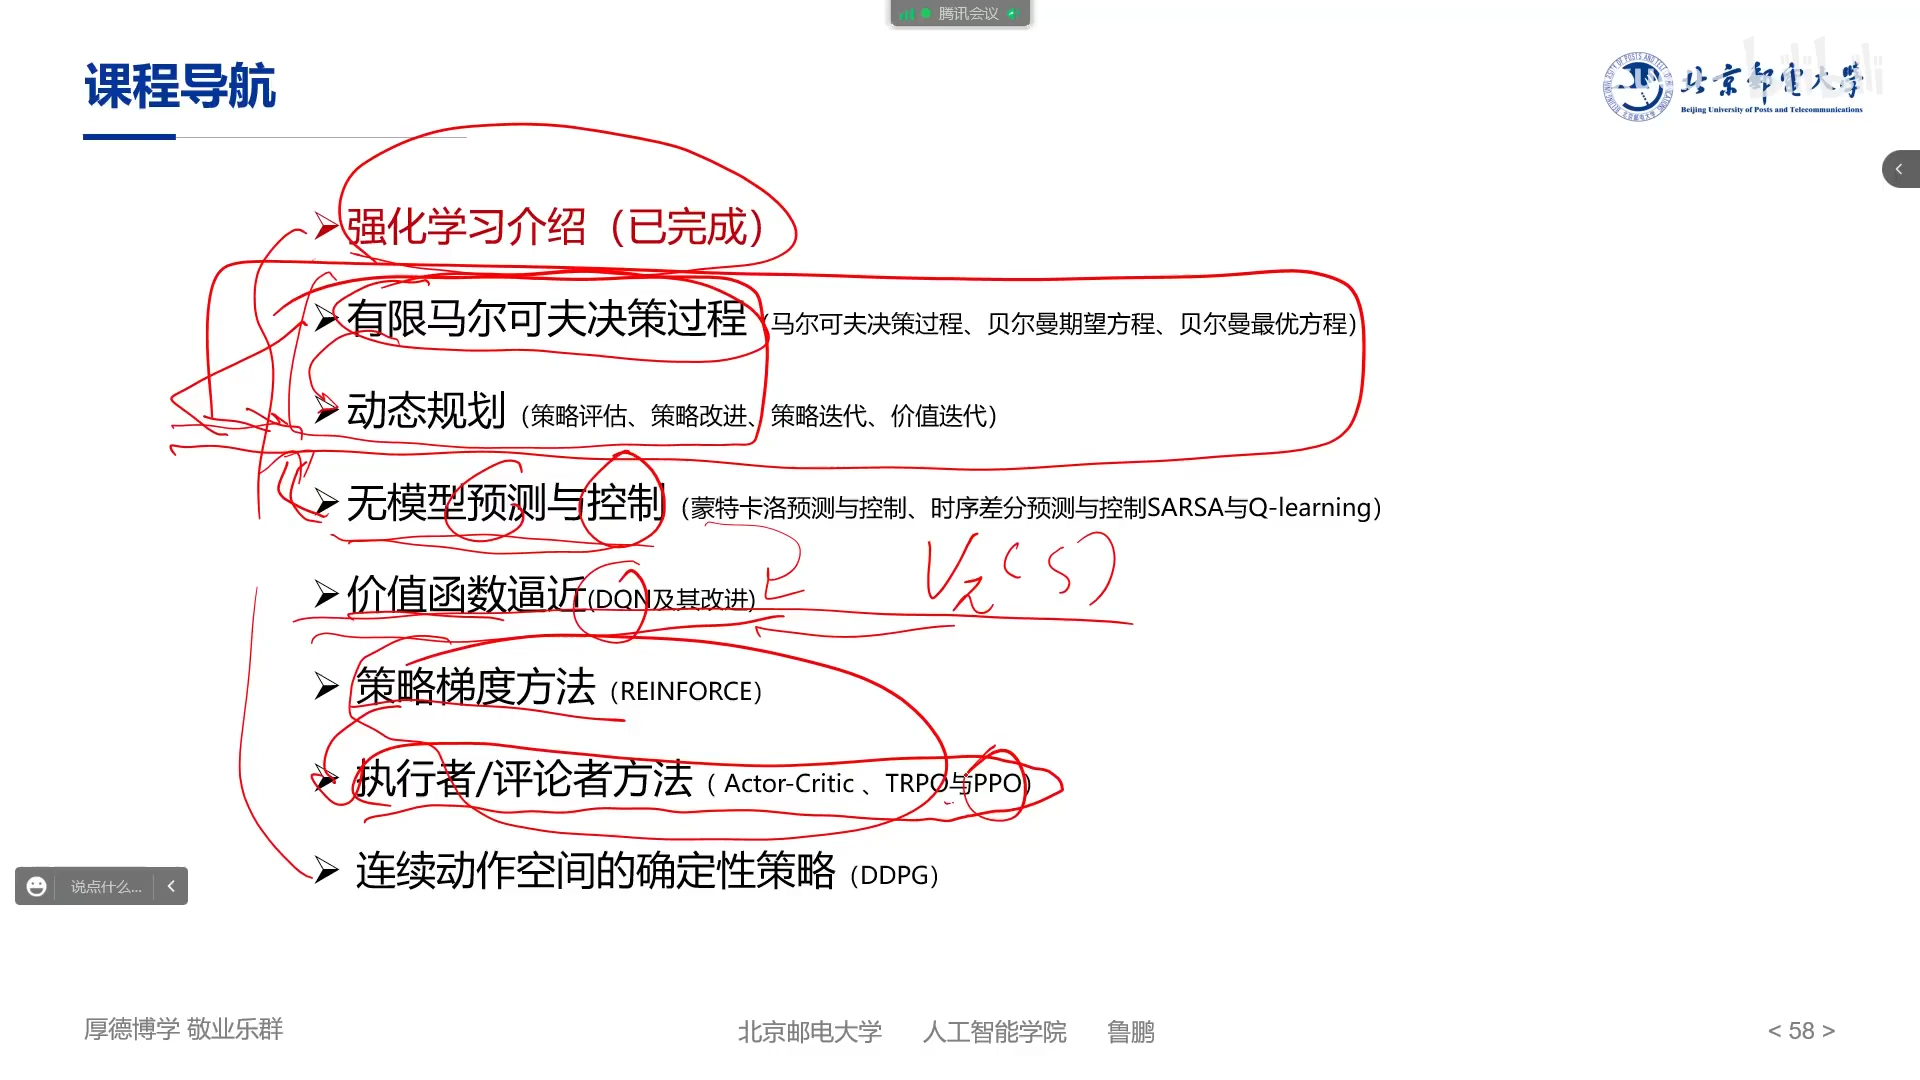 腾讯会议
课程导航
北京邮电大学
Beijing University of Posts and Telecommunications
强化学习介绍（已完成）
有限马尔可夫决策过程（马尔可夫决策过程、贝尔曼期望方程、贝尔曼最优方程）
动态规划（策略评估、策略改进、策略迭代、价值迭代）
无模型预测与控制（蒙特卡洛预测与控制、时序差分预测与控制SARSA与Q-learning）
Vπ(s)
价值函数逼近(DQN及其改进)
策略梯度方法（REINFORCE）
执行者/评论者方法（ Actor-Critic 、TRPO与PPO）
连续动作空间的确定性策略（DDPG）
说点什么...
厚德博学 敬业乐群
北京邮电大学 人工智能学院 鲁鹏
< 58 >